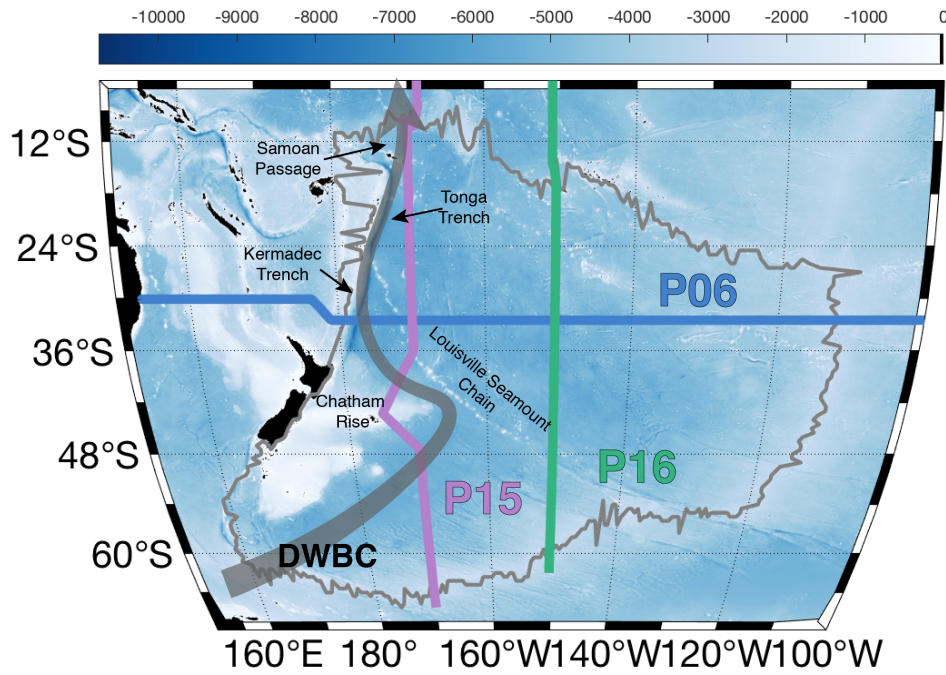 -10000 -9000 -8000 -7000 -6000 -5000 -4000 -3000 -2000 -1000 0
12°S
Samoan
Passage
Tonga
Trench
24°S
Kermadec
Trench
P06
36°S
Louisville Seamount
Chain
Chatham
Rise
48°S
P16
P15
60°S
DWBC
160°E 180° 160°W 140°W 120°W 100°W